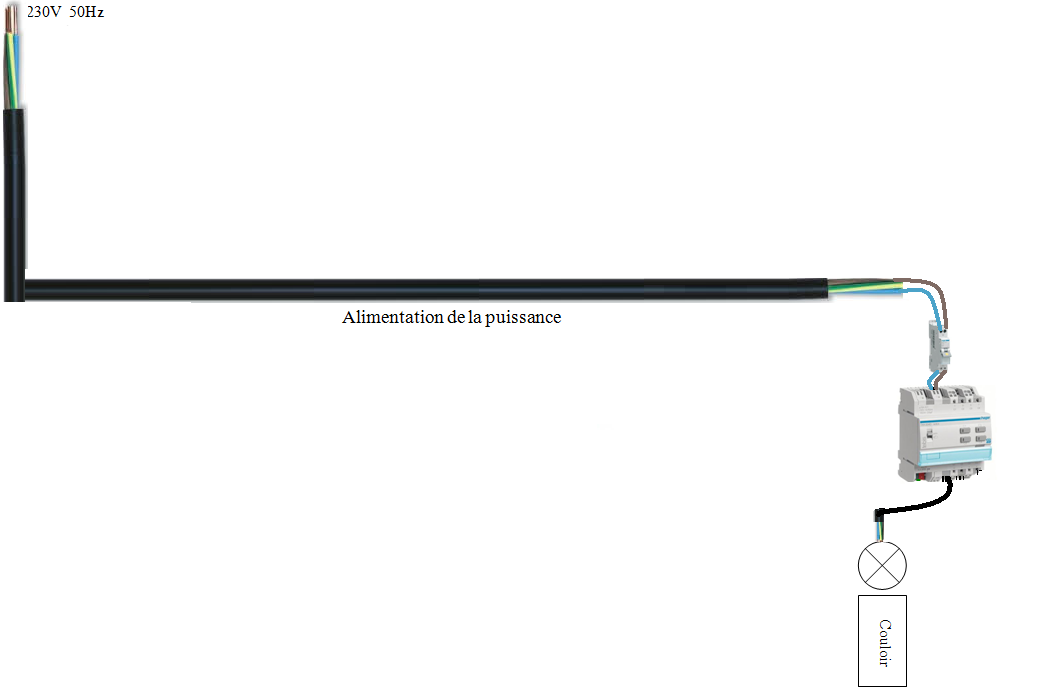 230V 50Hz
Alimentation de la puissance
Couloir